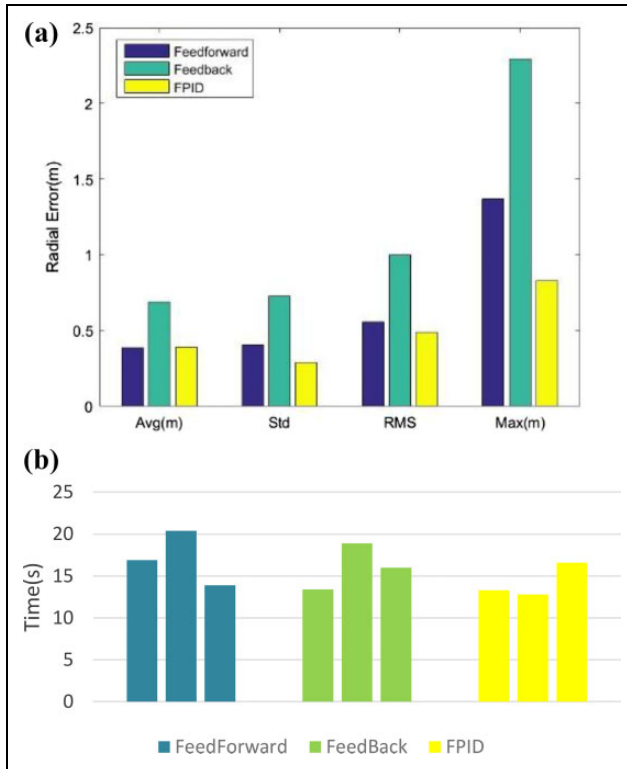 (a)
2.5
2
1.5
1
0.5
0
Radial Error(m)
Feedforward
Feedback
FPID
Avg(m) Std RMS Max(m)
(b)
25
20
15
10
5
0
Time(s)
FeedForward FeedBack FPID